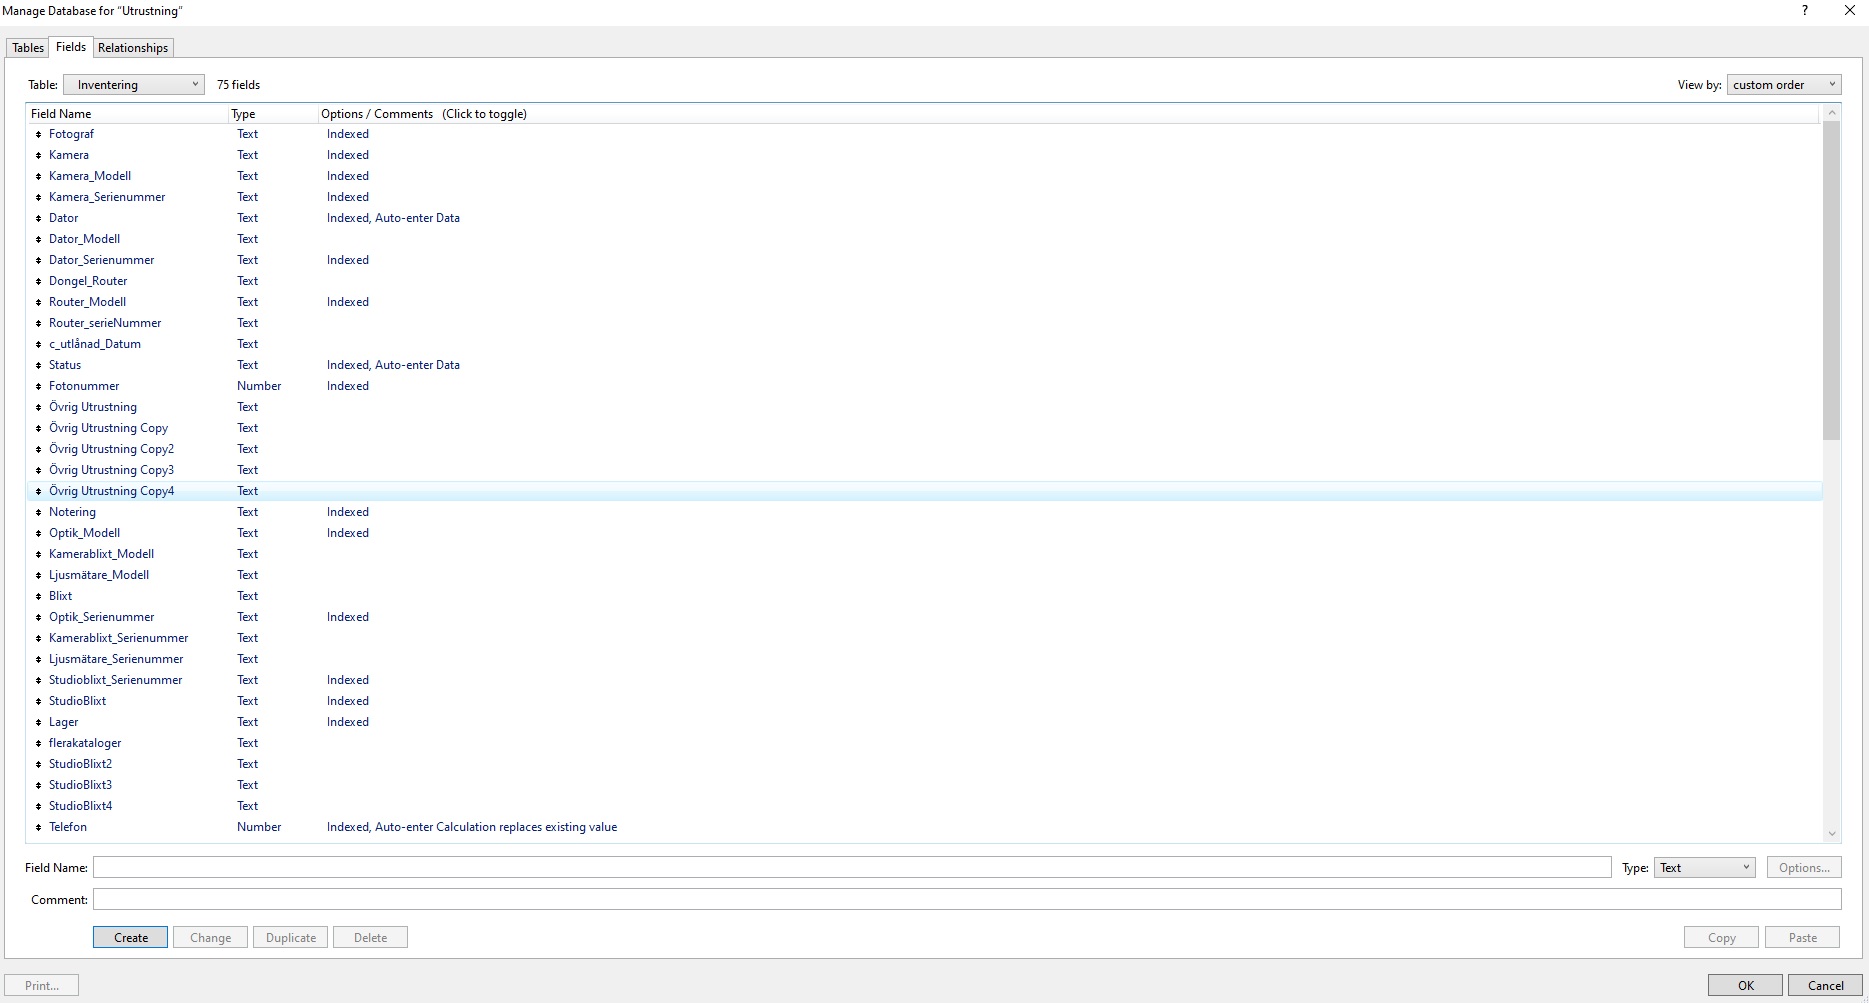 Manage Database for “Utrustning”
?
Tables Fields Relationships
Table: Inventering 75 fields View by: custom order
Field Name Type Options / Comments (Click to toggle)
Fotograf Text Indexed
Kamera Text Indexed
Kamera_Modell Text Indexed
Kamera_Serienummer Text Indexed
Dator Text Indexed, Auto-enter Data
Dator_Modell Text
Dator_Serienummer Text Indexed
Dongel_Router Text
Router_Modell Text Indexed
Router_serieNummer Text
c_utlånad_Datum Text
Status Text Indexed, Auto-enter Data
Fotonummer Number Indexed
Övrig Utrustning Text
Övrig Utrustning Copy Text
Övrig Utrustning Copy2 Text
Övrig Utrustning Copy3 Text
Övrig Utrustning Copy4 Text
Notering Text Indexed
Optik_Modell Text Indexed
Kamerablixt_Modell Text
Ljusmätare_Modell Text
Blixt Text
Optik_Serienummer Text Indexed
Kamerablixt_Serienummer Text
Ljusmätare_Serienummer Text
Studioblixt_Serienummer Text Indexed
StudioBlixt Text Indexed
Lager Text Indexed
flerakataloger Text
StudioBlixt2 Text
StudioBlixt3 Text
StudioBlixt4 Text
Telefon Number Indexed, Auto-enter Calculation replaces existing value
Field Name: Type: Text Options...
Comment:
Create Change Duplicate Delete Copy Paste
Print... OK Cancel